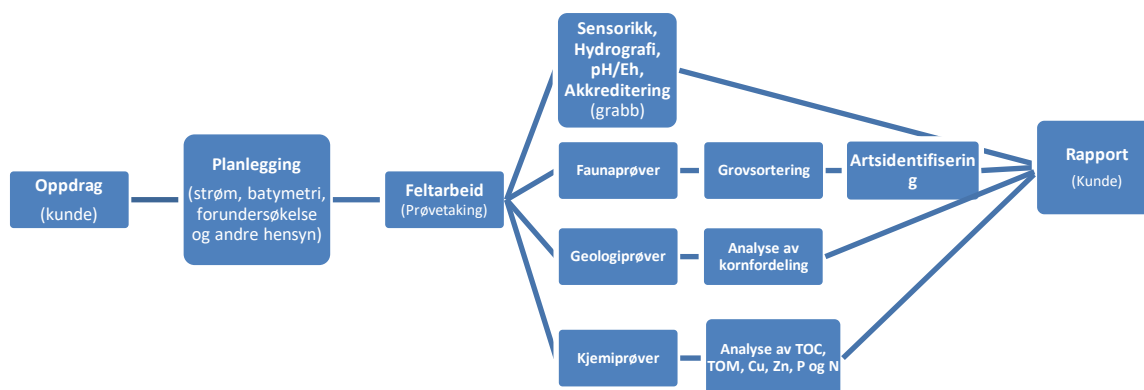 Oppdrag
(kunde)
Planlegging
(strøm, batymetri,
forundersøkelse
og andre hensyn)
Feltarbeid
(Prøvetaking)
Sensorikk,
Hydrografi,
pH/Eh,
Akkreditering
(grabb)
Faunaprøver
Grovsortering
Artsidentifiserin
g
Geologiprøver
Analyse av
kornfordeling
Kjemiprøver
Analyse av TOC,
TOM, Cu, Zn, P og N
Rapport
(Kunde)